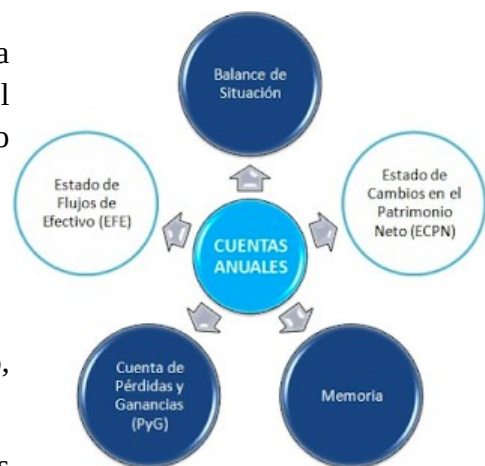 a
l
o
Balance de
Situación
Estado de
Flujos de
Efectivo (EFE)
Estado de
Cambios en el
Patrimonio
Neto (ECPN)
CUENTAS
ANUALES
Cuenta de
Pérdidas y
Ganancias
(PyG)
Memoria
,
s